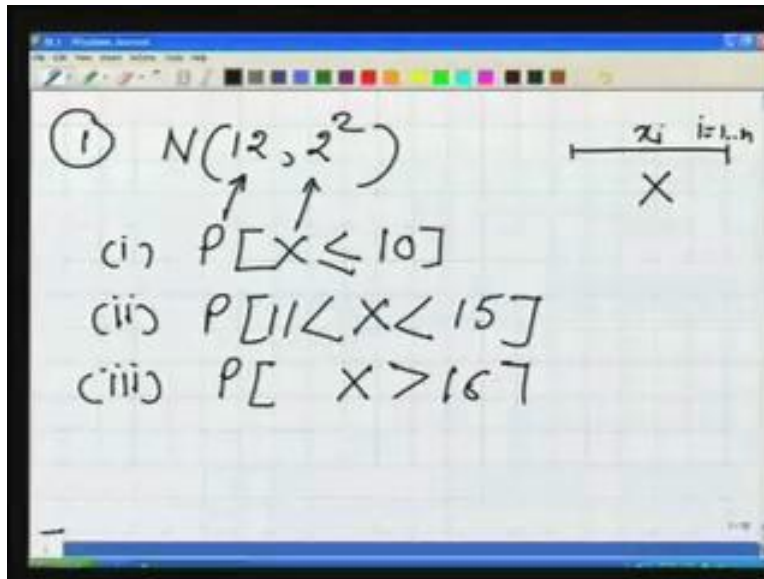 ① N(12, 2²)
xi i=1..n
X
(i) P[X ≤ 10]
(ii) P[11 < X < 15]
(iii) P[ X > 16]